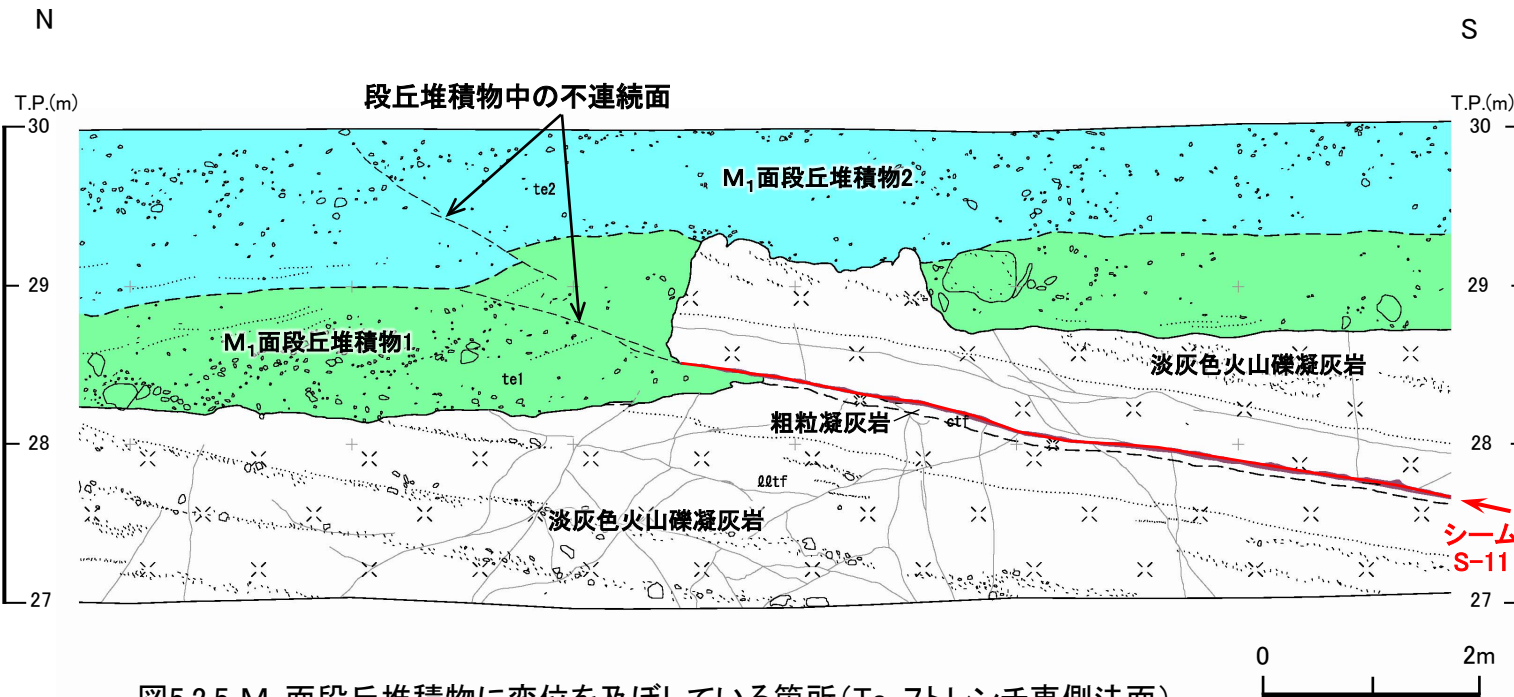 N
S
T.P.(m)
T.P.(m)
段丘堆積物中の不連続面
30
30
te2
M₁面段丘堆積物2
29
29
M₁面段丘堆積物1
te1
淡灰色火山礫凝灰岩
粗粒凝灰岩
ctf
28
28
lltf
淡灰色火山礫凝灰岩
シーム
S-11
27
27
0
2m